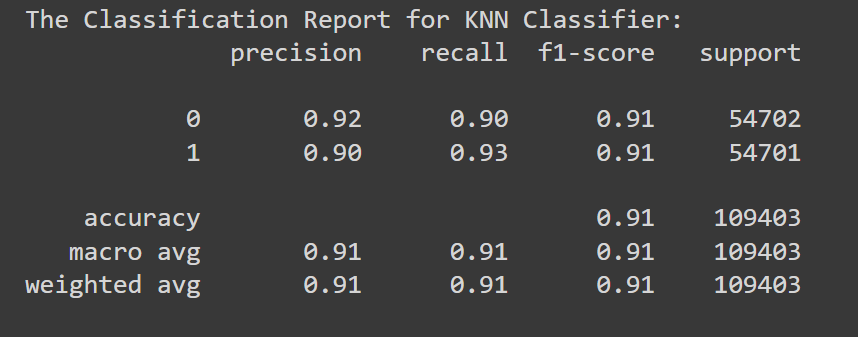 The Classification Report for KNN Classifier:
precision recall f1-score support
0 0.92 0.90 0.91 54702
1 0.90 0.93 0.91 54701
accuracy 0.91 109403
macro avg 0.91 0.91 0.91 109403
weighted avg 0.91 0.91 0.91 109403